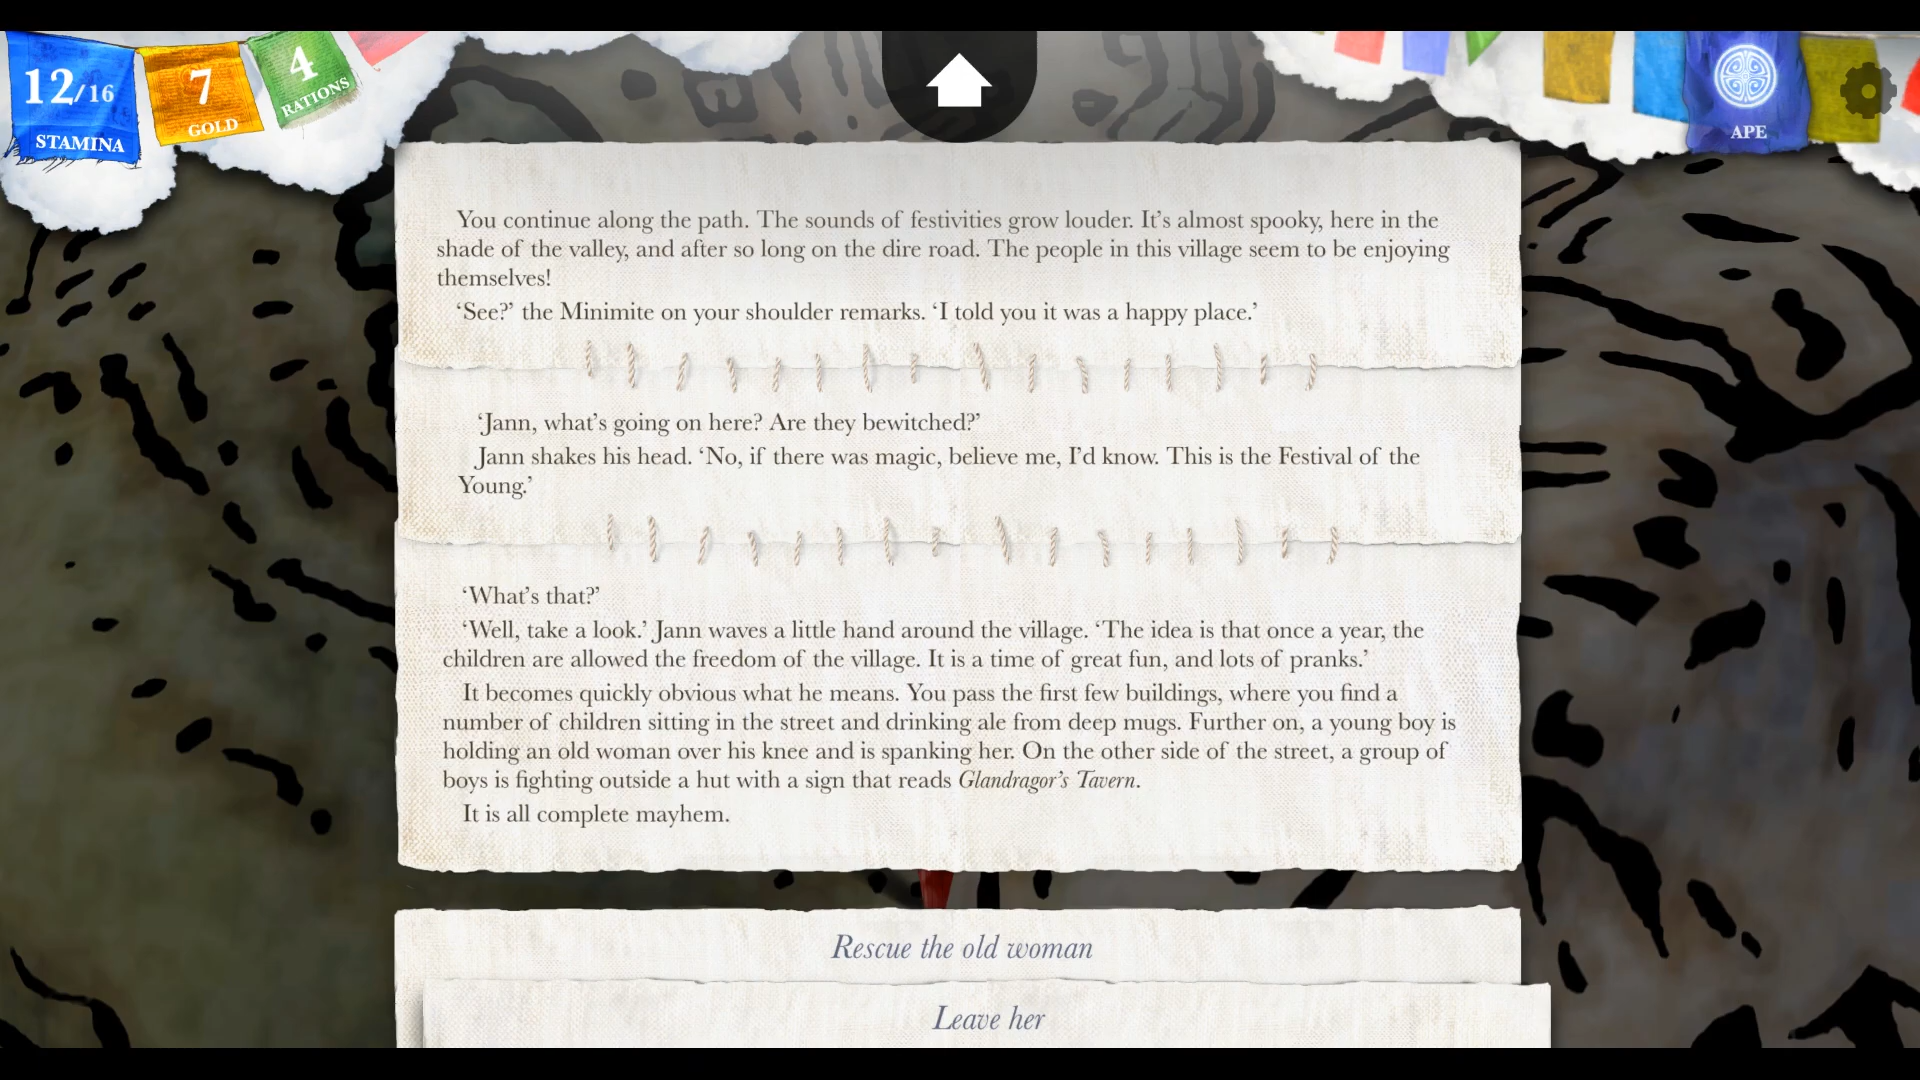 12/16
STAMINA
7
GOLD
4
RATIONS
APE
You continue along the path. The sounds of festivities grow louder. It’s almost spooky, here in the
shade of the valley, and after so long on the dire road. The people in this village seem to be enjoying
themselves!
‘See?’ the Minimite on your shoulder remarks. ‘I told you it was a happy place.’
‘Jann, what’s going on here? Are they bewitched?’
Jann shakes his head. ‘No, if there was magic, believe me, I’d know. This is the Festival of the
Young.’
‘What’s that?’
‘Well, take a look.’ Jann waves a little hand around the village. ‘The idea is that once a year, the
children are allowed the freedom of the village. It is a time of great fun, and lots of pranks.’
It becomes quickly obvious what he means. You pass the first few buildings, where you find a
number of children sitting in the street and drinking ale from deep mugs. Further on, a young boy is
holding an old woman over his knee and is spanking her. On the other side of the street, a group of
boys is fighting outside a hut with a sign that reads Glandragor’s Tavern.
It is all complete mayhem.
Rescue the old woman
Leave her